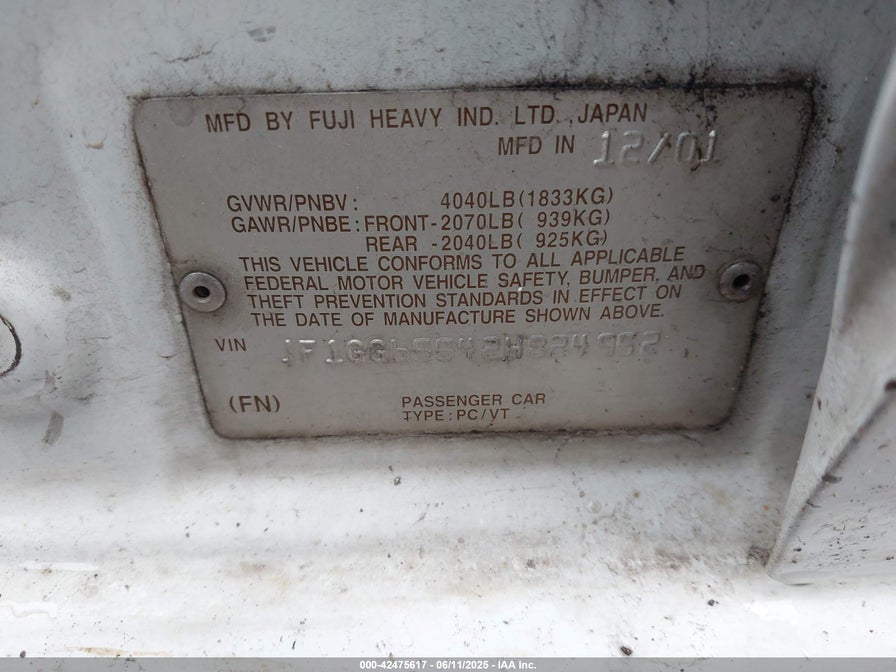 MFD BY FUJI HEAVY IND. LTD. ,JAPAN
MFD IN 12/01
GVWR/PNBV: 4040LB(1833KG)
GAWR/PNBE: FRONT-2070LB( 939KG)
REAR -2040LB( 925KG)
THIS VEHICLE CONFORMS TO ALL APPLICABLE
FEDERAL MOTOR VEHICLE SAFETY, BUMPER, AND
THEFT PREVENTION STANDARDS IN EFFECT ON
THE DATE OF MANUFACTURE SHOWN ABOVE.
VIN
(FN) PASSENGER CAR
TYPE: PC/VT
000-42475617 - 06/11/2025 - IAA Inc.